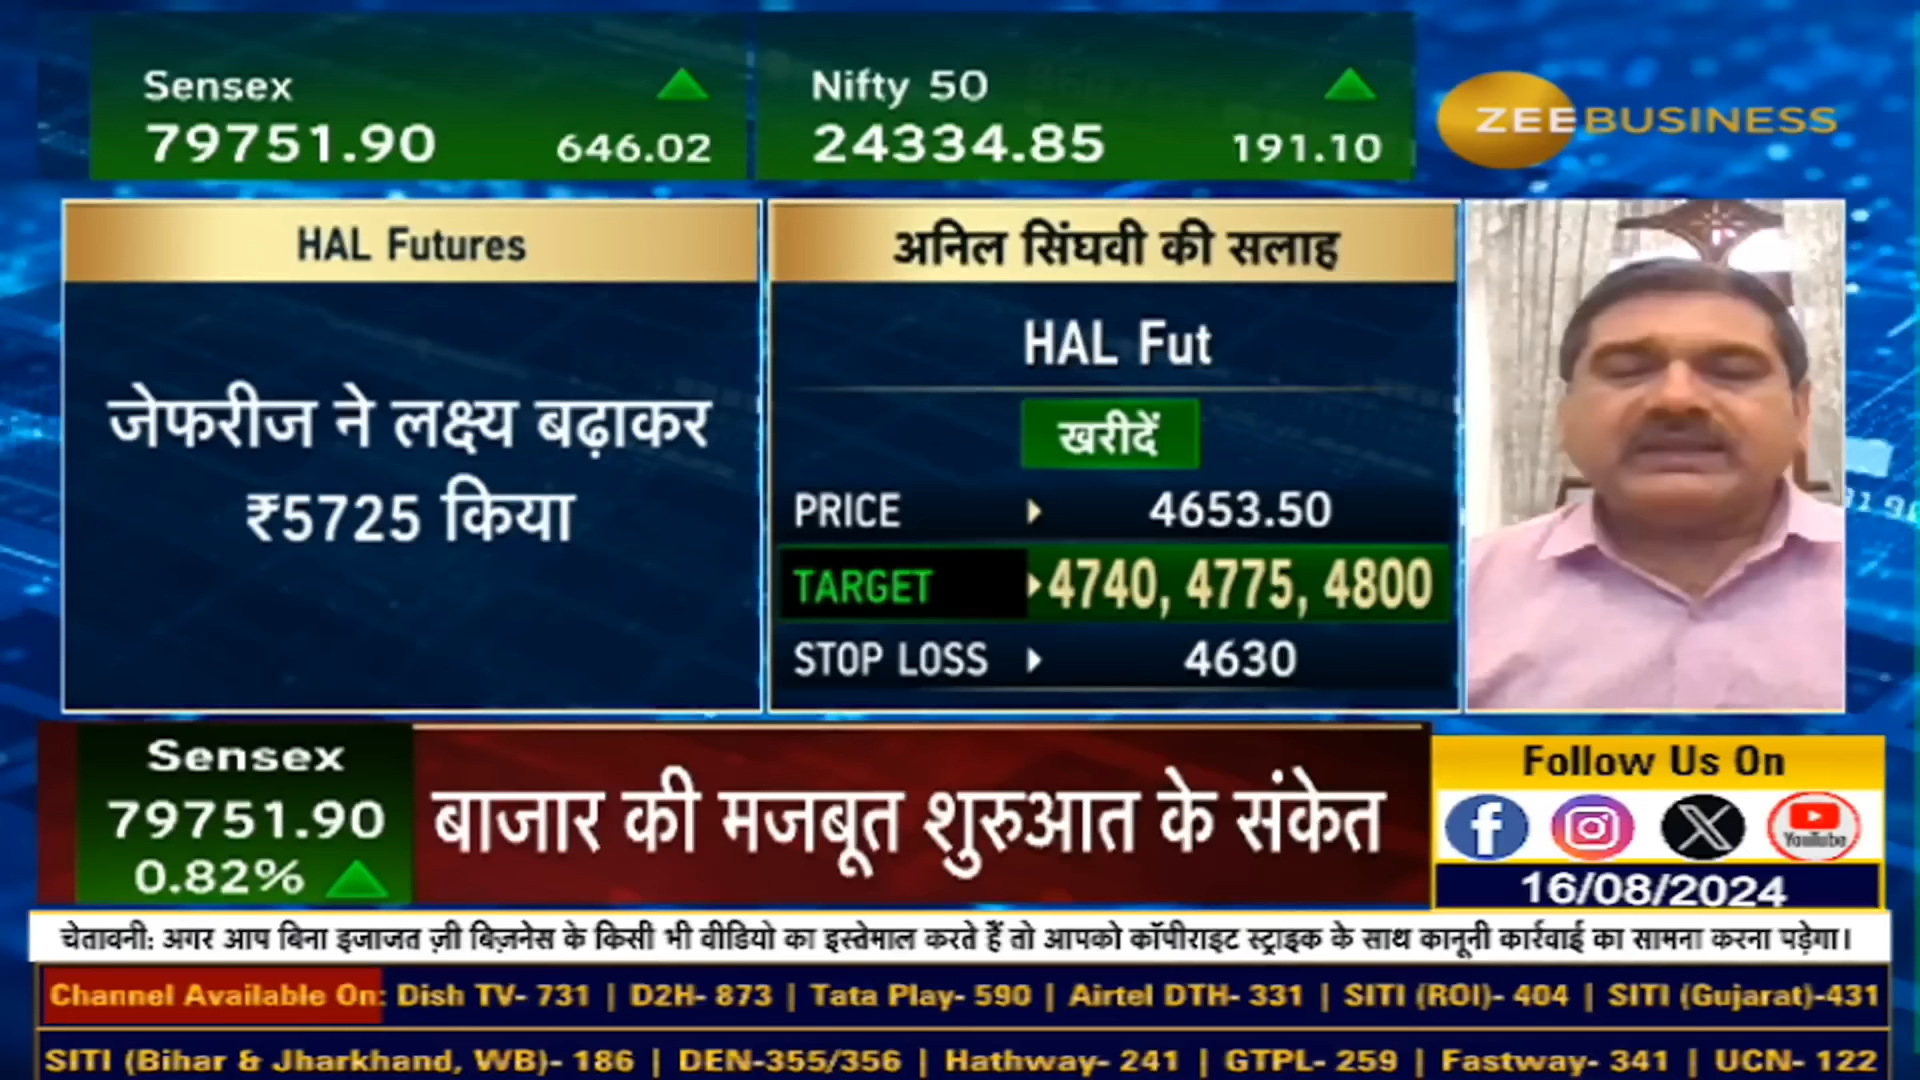 Sensex
79751.90 646.02
Nifty 50
24334.85 191.10
ZEEBUSINESS
HAL Futures
जेफरीज ने लक्ष्य बढ़ाकर
₹5725 किया
अनिल सिंघवी की सलाह
HAL Fut
खरीदें
PRICE 4653.50
TARGET 4740, 4775, 4800
STOP LOSS 4630
Sensex
79751.90
0.82%
बाजार की मजबूत शुरुआत के संकेत
Follow Us On
YouTube
16/08/2024
चेतावनी: अगर आप बिना इजाजत ज़ी बिज़नेस के किसी भी वीडियो का इस्तेमाल करते हैं तो आपको कॉपीराइट स्ट्राइक के साथ कानूनी कार्रवाई का सामना करना पड़ेगा।
Channel Available On: Dish TV- 731 | D2H- 873 | Tata Play- 590 | Airtel DTH- 331 | SITI (ROI)- 404 | SITI (Gujarat)-431
SITI (Bihar & Jharkhand, WB)- 186 | DEN-355/356 | Hathway- 241 | GTPL- 259 | Fastway- 341 | UCN- 122